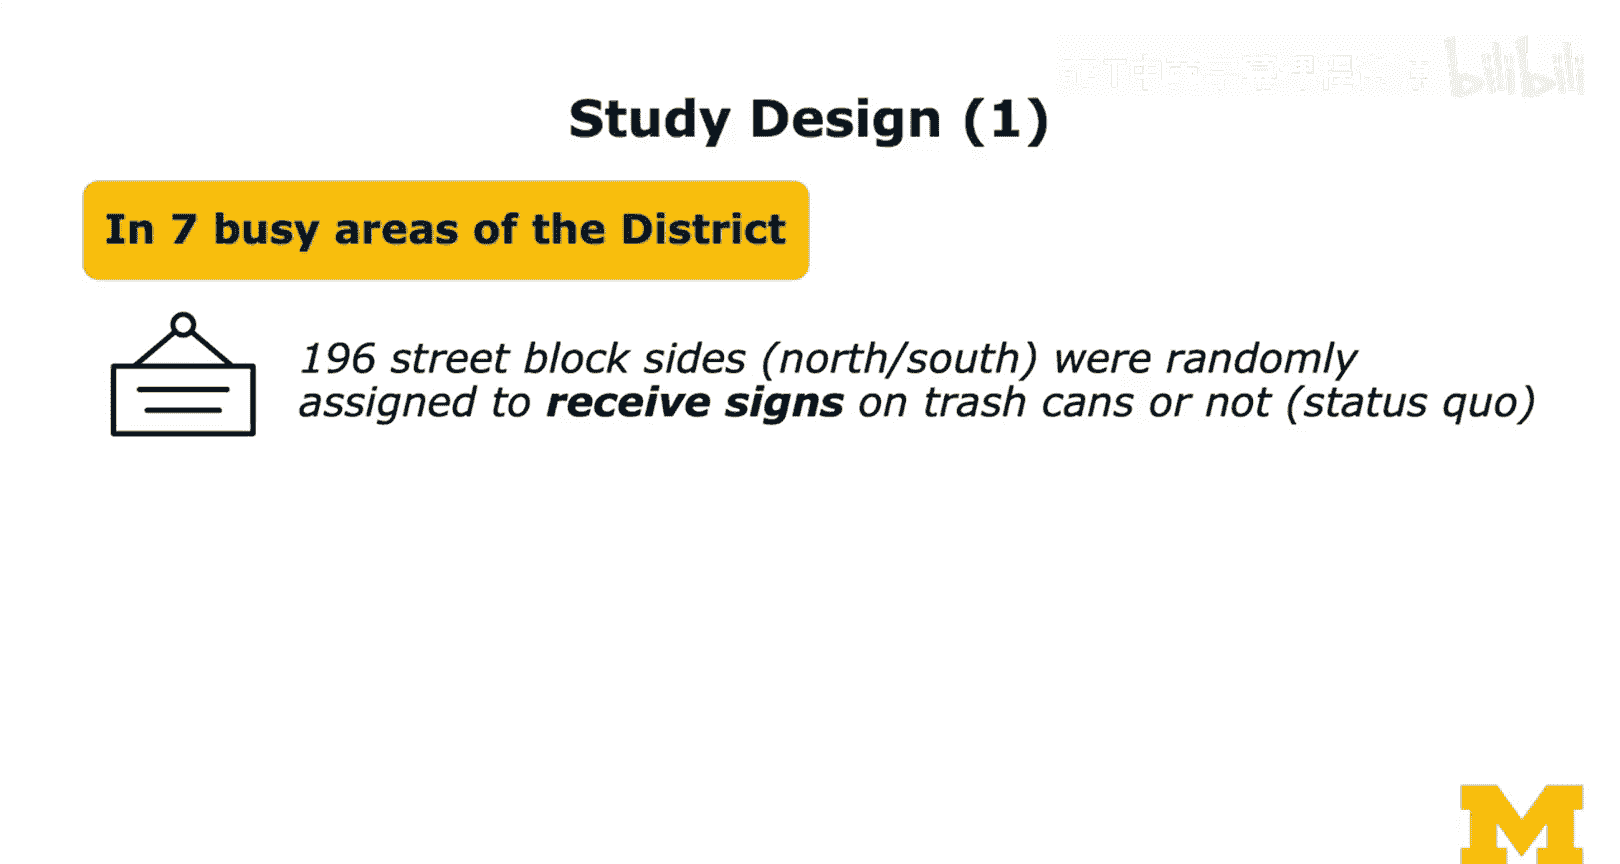 bilibili
Study Design (1)
In 7 busy areas of the District
196 street block sides (north/south) were randomly
assigned to receive signs on trash cans or not (status quo)
M